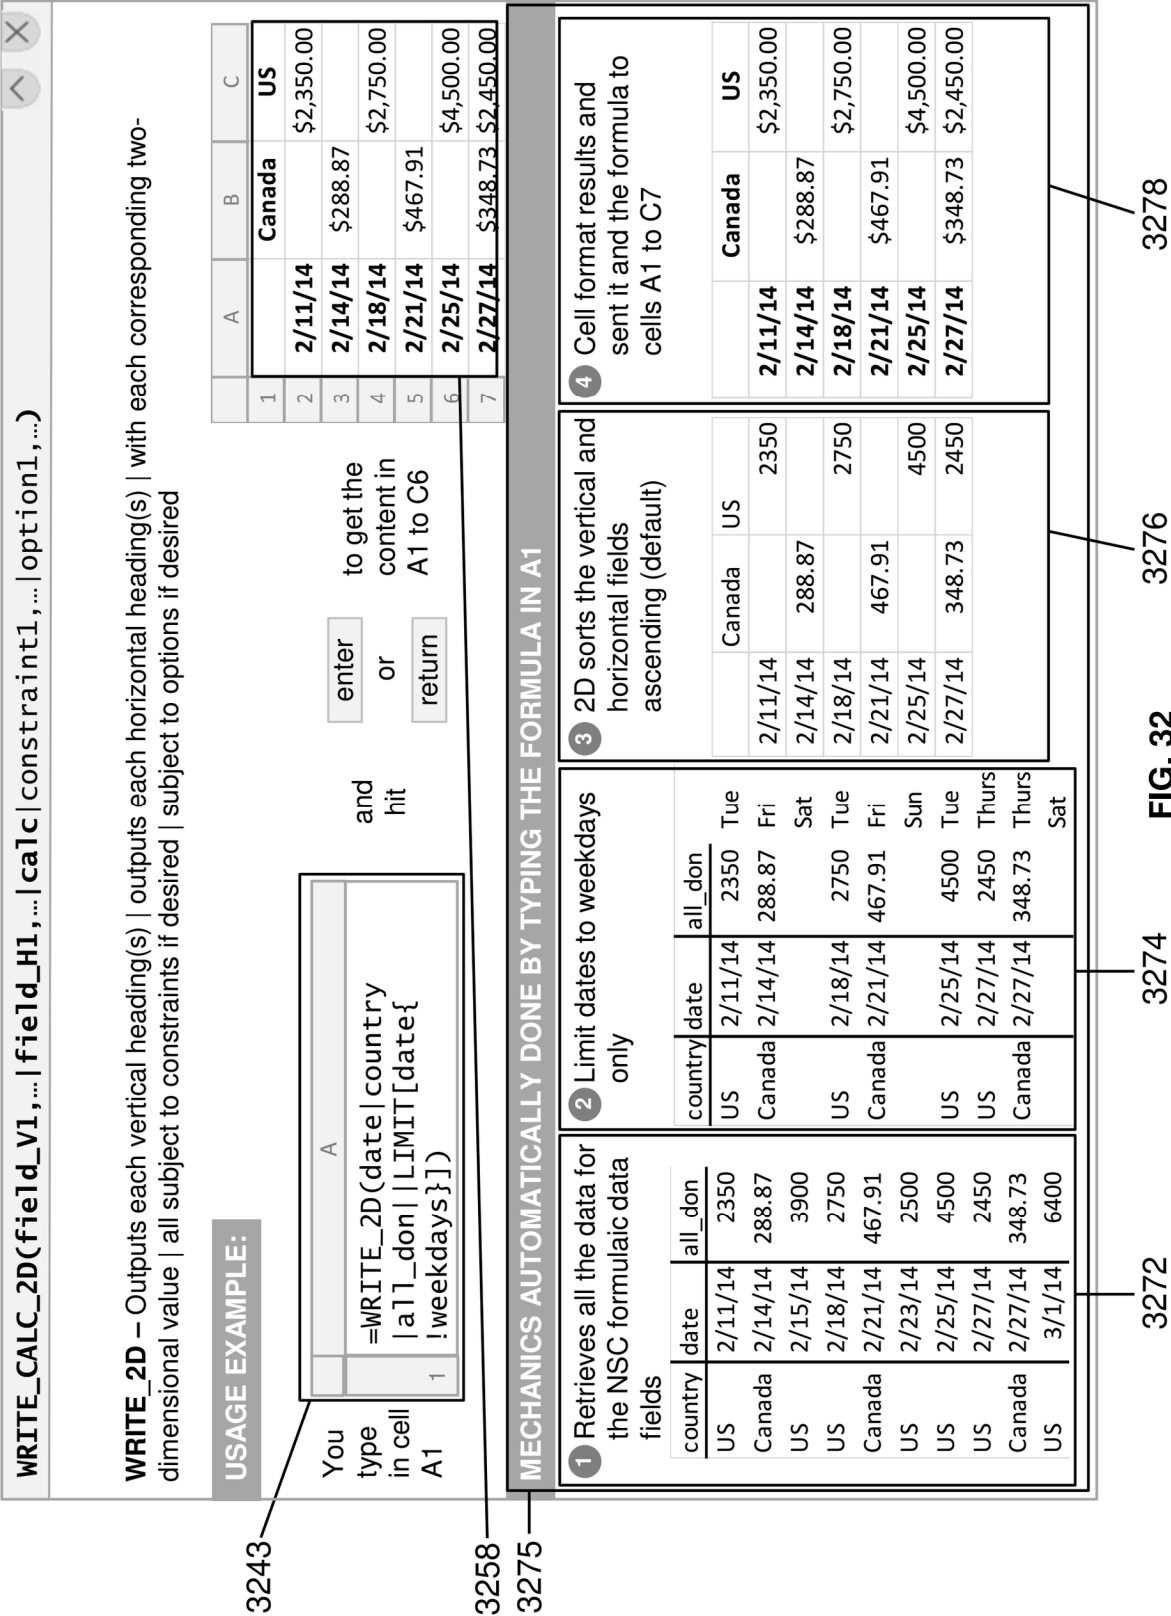 WRITE_CALC_2D(field_V1,…|field_H1,…|calc|constraint1,…|option1,…)
WRITE_2D – Outputs each vertical heading(s) | outputs each horizontal heading(s) | with each corresponding two-
dimensional value | all subject to constraints if desired | subject to options if desired
USAGE EXAMPLE:
You
type
in cell
A1
A
1
=WRITE_2D(date|country
|all_don||LIMIT[date{
!weekdays}])
and
hit
enter
or
return
to get the
content in
A1 to C6
A B C
1 Canada US
2 2/11/14 $2,350.00
3 2/14/14 $288.87
4 2/18/14 $2,750.00
5 2/21/14 $467.91
6 2/25/14 $4,500.00
7 2/27/14 $348.73 $2,450.00
MECHANICS AUTOMATICALLY DONE BY TYPING THE FORMULA IN A1
1 Retrieves all the data for
the NSC formulaic data
fields
country date all_don
US 2/11/14 2350
Canada 2/14/14 288.87
US 2/15/14 3900
US 2/18/14 2750
Canada 2/21/14 467.91
US 2/23/14 2500
US 2/25/14 4500
US 2/27/14 2450
Canada 2/27/14 348.73
US 3/1/14 6400
2 Limit dates to weekdays
only
country date all_don
US 2/11/14 2350 Tue
Canada 2/14/14 288.87 Fri
Sat
US 2/18/14 2750 Tue
Canada 2/21/14 467.91 Fri
Sun
US 2/25/14 4500 Tue
US 2/27/14 2450 Thurs
Canada 2/27/14 348.73 Thurs
Sat
3 2D sorts the vertical and
horizontal fields
ascending (default)
Canada US
2/11/14 2350
2/14/14 288.87
2/18/14 2750
2/21/14 467.91
2/25/14 4500
2/27/14 348.73 2450
4 Cell format results and
sent it and the formula to
cells A1 to C7
Canada US
2/11/14 $2,350.00
2/14/14 $288.87
2/18/14 $2,750.00
2/21/14 $467.91
2/25/14 $4,500.00
2/27/14 $348.73 $2,450.00
3243
3258
3275
3272
3274
3276
3278
FIG. 32